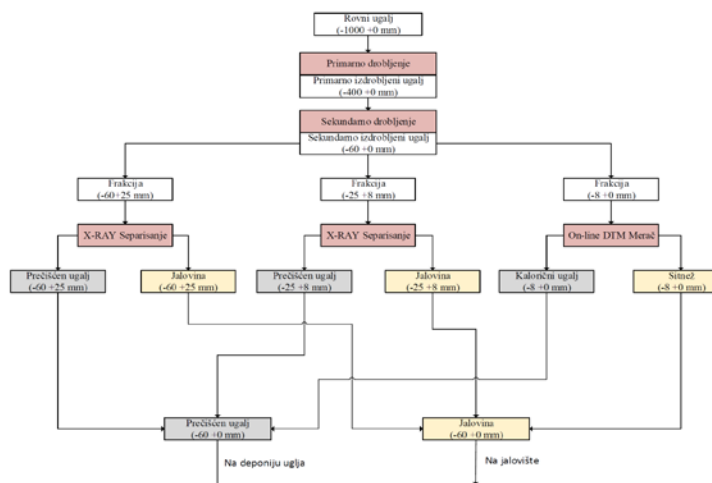 Rovni ugalj
(-1000 +0 mm)
Primarno drobljenje
Primarno izdrobljeni ugalj
(-400 +0 mm)
Sekundarno drobljenje
Sekundarno izdrobljeni ugalj
(-60 +0 mm)
Frakcija
(-60+25 mm)
Frakcija
(-25 +8 mm)
Frakcija
(-8 +0 mm)
X-RAY Separisanje
X-RAY Separisanje
On-line DTM Merač
Prečišćen ugalj
(-60 +25 mm)
Jalovina
(-60 +25 mm)
Prečišćen ugalj
(-25 +8 mm)
Jalovina
(-25 +8 mm)
Kalorični ugalj
(-8 +0 mm)
Sitnež
(-8 +0 mm)
Prečišćen ugalj
(-60 +0 mm)
Jalovina
(-60 +0 mm)
Na deponiju uglja
Na jalovište